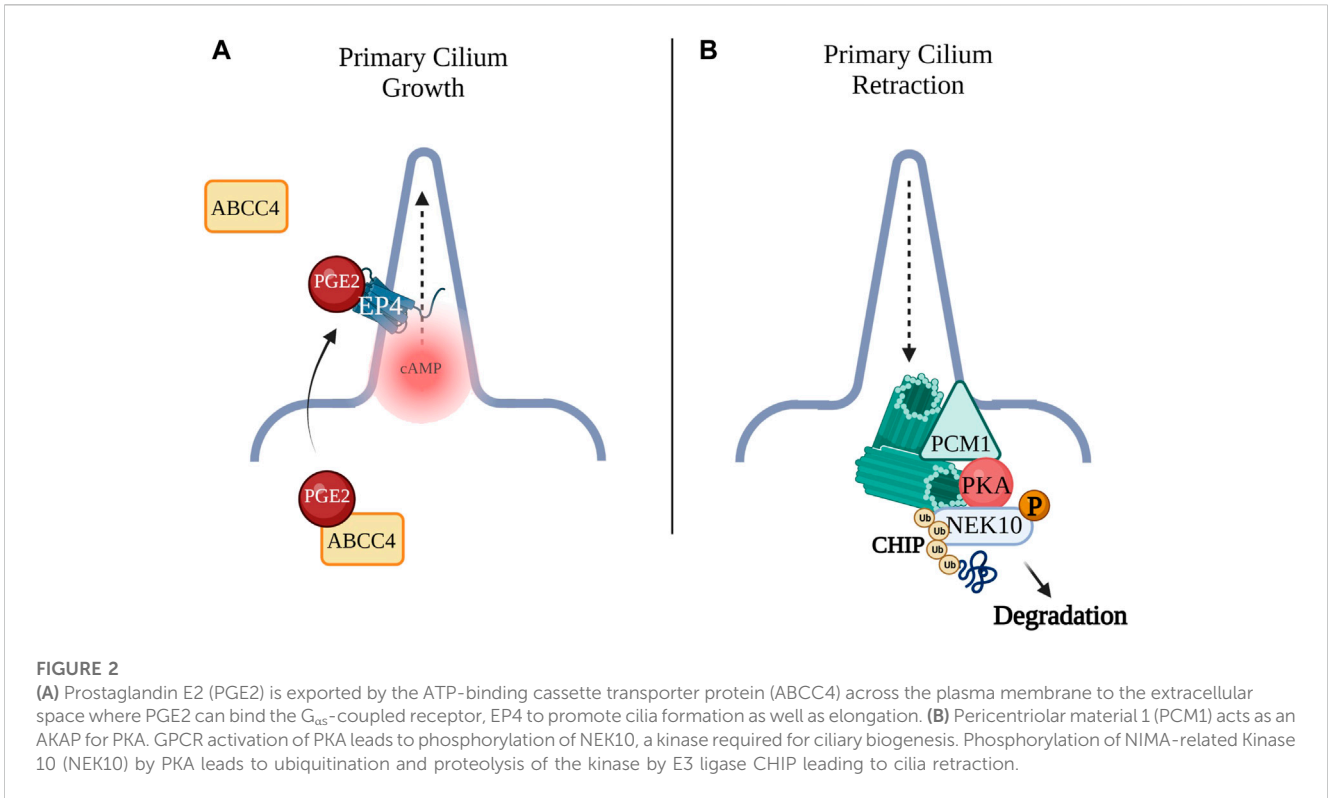 A
Primary Cilium
Growth
ABCC4
PGE2
EP4
cAMP
PGE2
ABCC4
B
Primary Cilium
Retraction
PCM1
PKA
P
NEK10
Ub
Ub
CHIP
Ub
Ub
Degradation
FIGURE 2
(A) Prostaglandin E2 (PGE2) is exported by the ATP-binding cassette transporter protein (ABCC4) across the plasma membrane to the extracellular
space where PGE2 can bind the Gαs-coupled receptor, EP4 to promote cilia formation as well as elongation. (B) Pericentriolar material 1 (PCM1) acts as an
AKAP for PKA. GPCR activation of PKA leads to phosphorylation of NEK10, a kinase required for ciliary biogenesis. Phosphorylation of NIMA-related Kinase
10 (NEK10) by PKA leads to ubiquitination and proteolysis of the kinase by E3 ligase CHIP leading to cilia retraction.